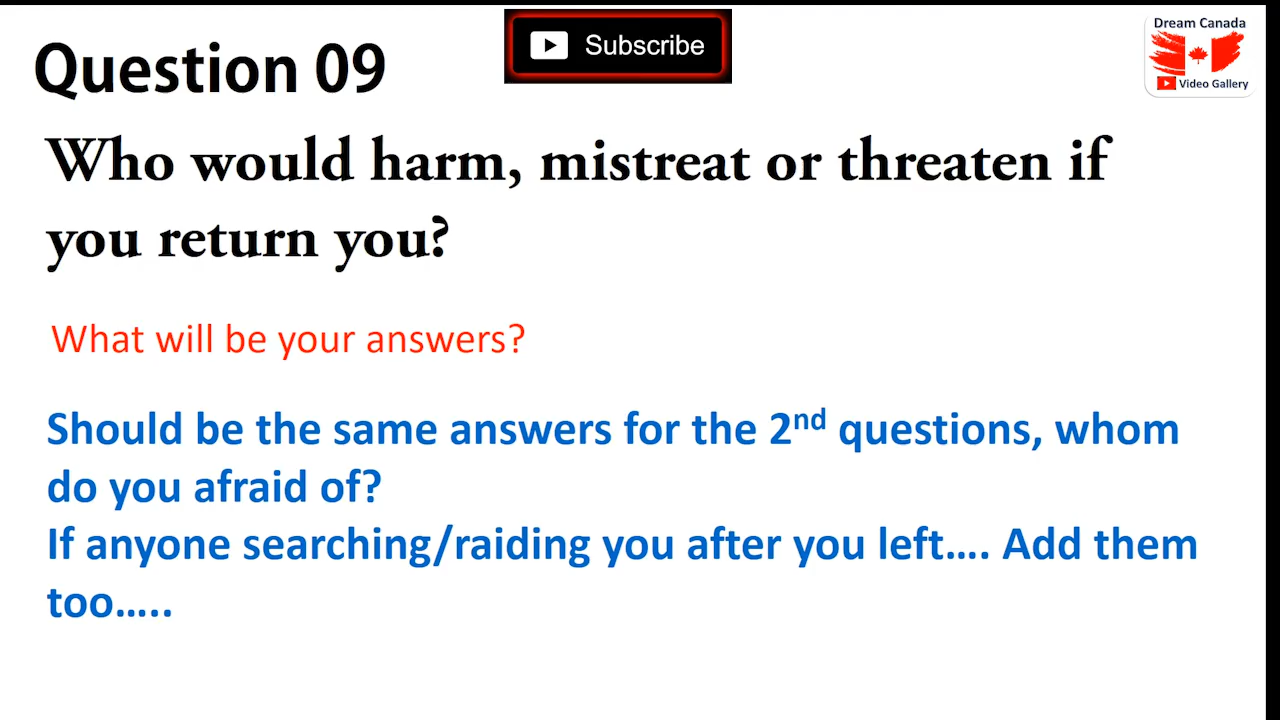 Subscribe
Dream Canada
Video Gallery
Question 09
Who would harm, mistreat or threaten if
you return you?
What will be your answers?
Should be the same answers for the 2nd questions, whom
do you afraid of?
If anyone searching/raiding you after you left…. Add them
too…..